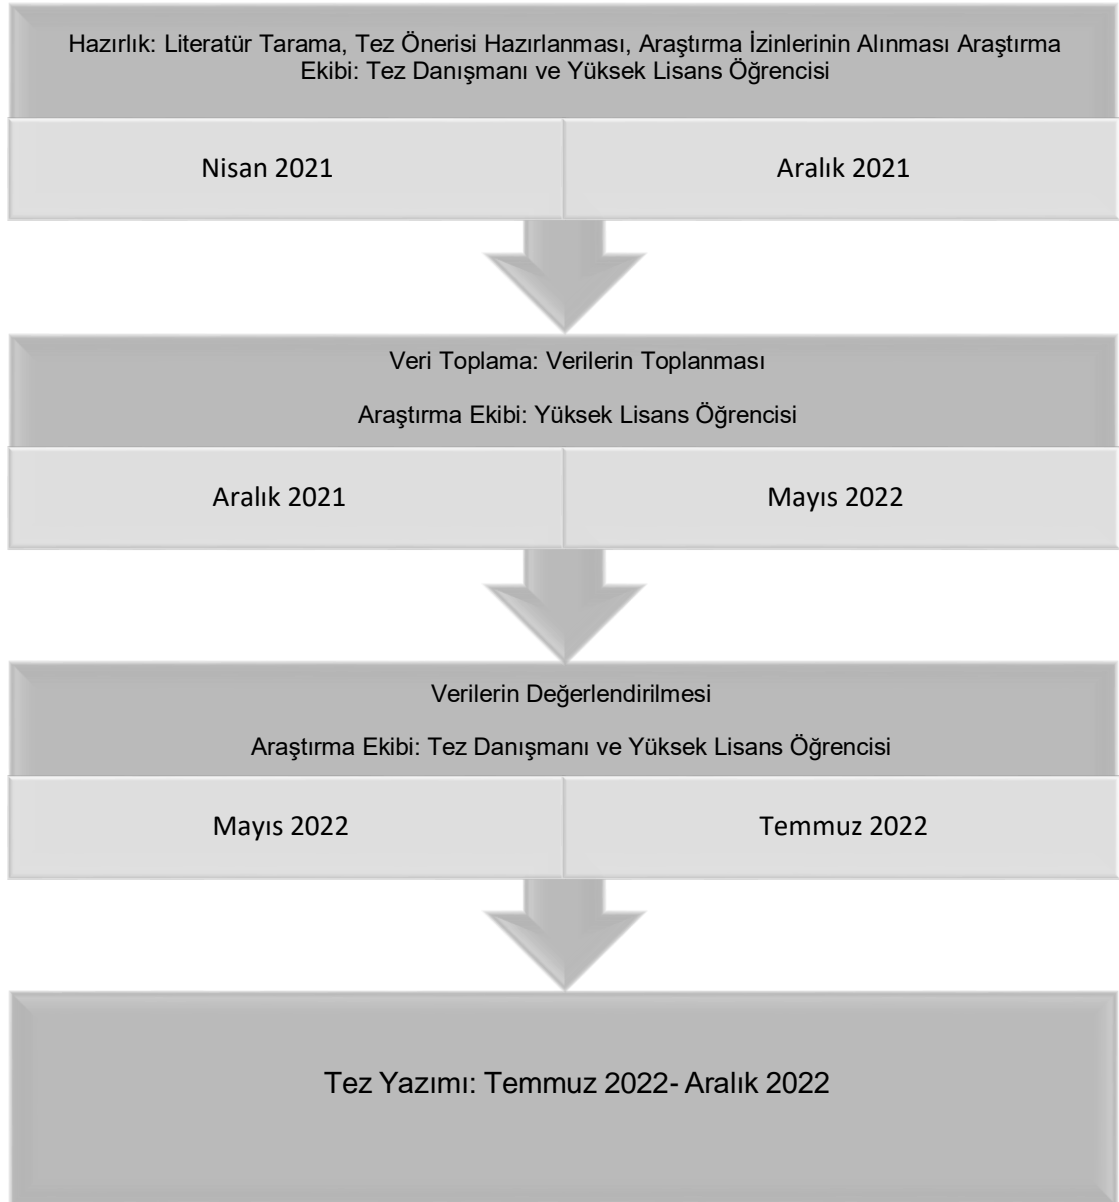 Hazırlık: Literatür Tarama, Tez Önerisi Hazırlanması, Araştırma İzinlerinin Alınması Araştırma
Ekibi: Tez Danışmanı ve Yüksek Lisans Öğrencisi
Nisan 2021
Aralık 2021
Veri Toplama: Verilerin Toplanması
Araştırma Ekibi: Yüksek Lisans Öğrencisi
Aralık 2021
Mayıs 2022
Verilerin Değerlendirilmesi
Araştırma Ekibi: Tez Danışmanı ve Yüksek Lisans Öğrencisi
Mayıs 2022
Temmuz 2022
Tez Yazımı: Temmuz 2022- Aralık 2022